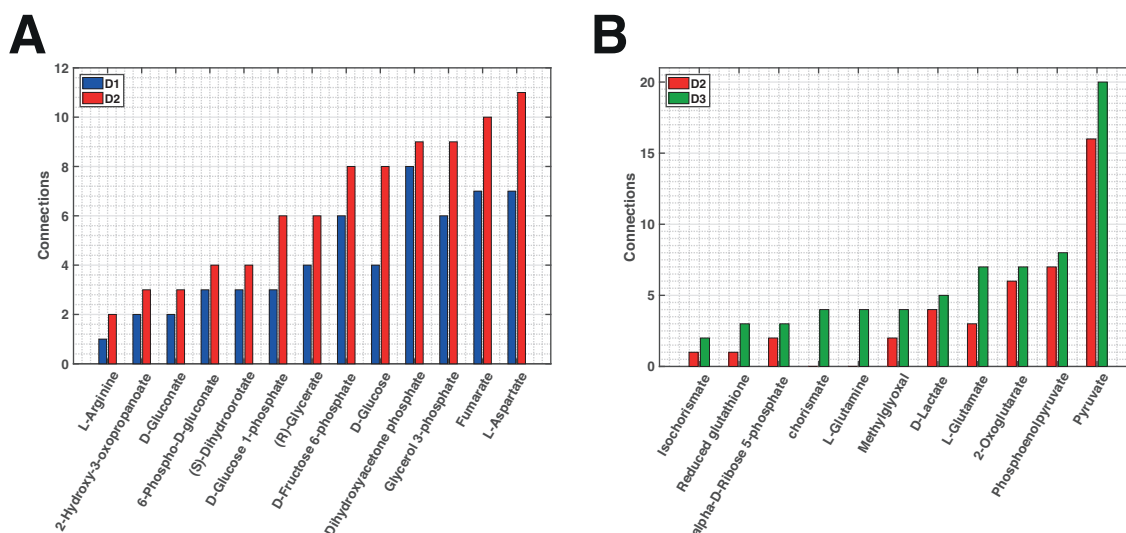 A
B
12
10
8
6
4
2
0
Connections
D1
D2
L-Arginine
2-Hydroxy-3-oxopropanoate
D-Gluconate
6-Phospho-D-gluconate
(S)-Dihydroorotate
D-Glucose 1-phosphate
(R)-Glycerate
D-Fructose 6-phosphate
D-Glucose
Dihydroxyacetone phosphate
Glycerol 3-phosphate
Fumarate
L-Aspartate
20
15
10
5
0
Connections
D2
D3
Isochorismate
Reduced glutathione
alpha-D-Ribose 5-phosphate
chorismate
L-Glutamine
Methylglyoxal
D-Lactate
L-Glutamate
2-Oxoglutarate
Phosphoenolpyruvate
Pyruvate